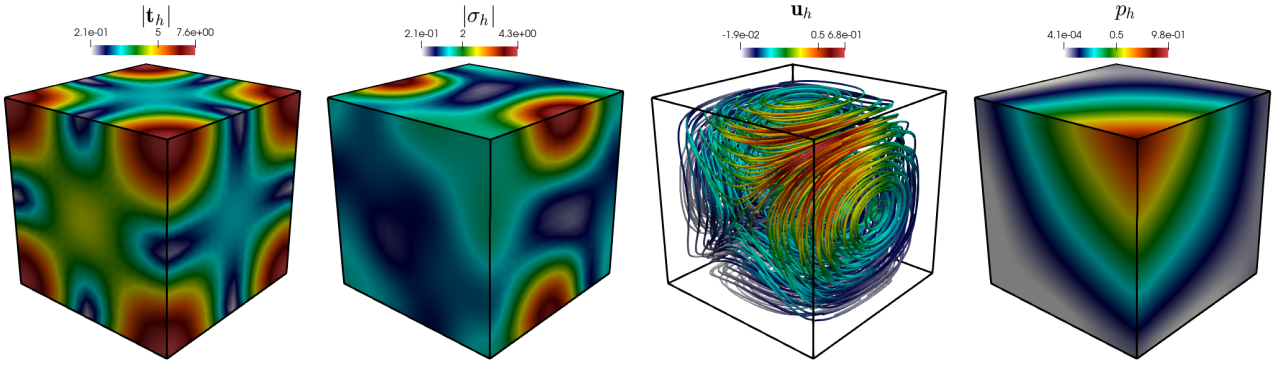 |t_h|
2.1e-01 5 7.6e+00
|σ_h|
2.1e-01 2 4.3e+00
u_h
-1.9e-02 0.5 6.8e-01
p_h
4.1e-04 0.5 9.8e-01